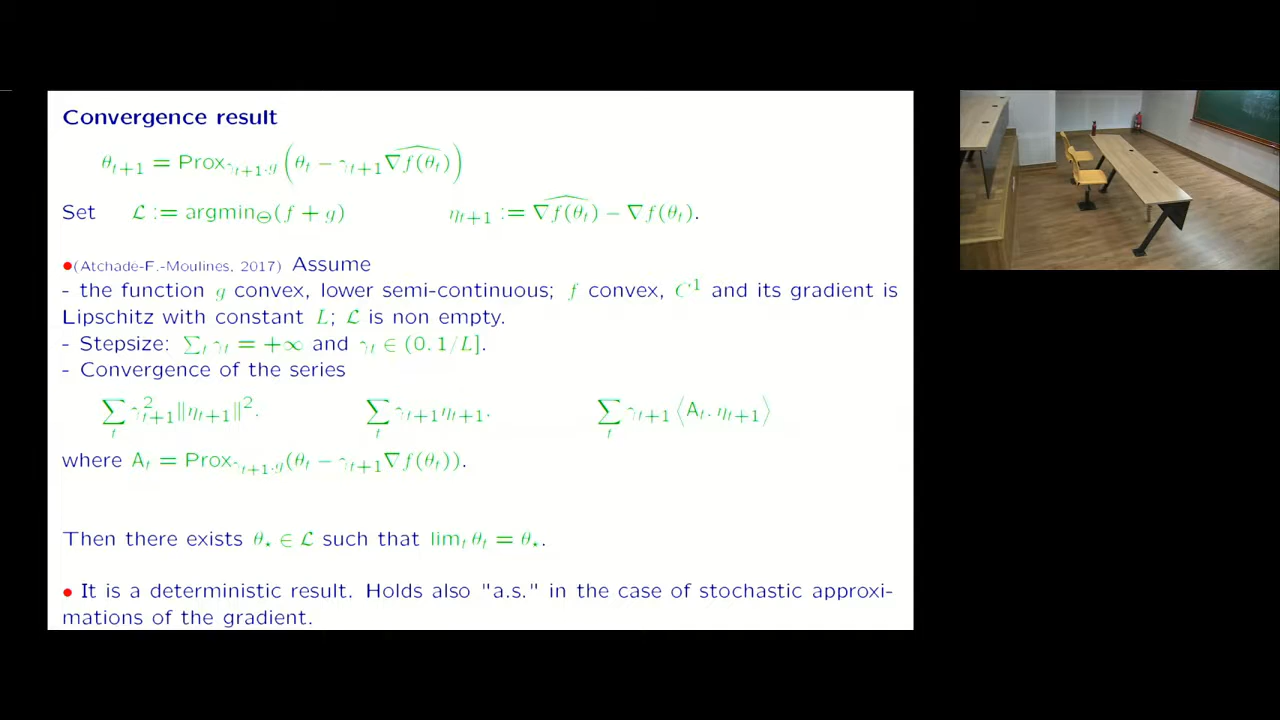 Convergence result
θ_{t+1} = Prox_{γ_{t+1}·g} (θ_t − γ_{t+1} \widehat{∇f(θ_t)})
Set ℒ := argmin_Θ(f + g) η_{t+1} := \widehat{∇f(θ_t)} − ∇f(θ_t).
•(Atchadé-F.-Moulines, 2017) Assume
- the function g convex, lower semi-continuous; f convex, C^1 and its gradient is
Lipschitz with constant L; ℒ is non empty.
- Stepsize: ∑_t γ_t = +∞ and γ_t ∈ (0, 1/L].
- Convergence of the series
∑_t γ_{t+1}^2 ‖η_{t+1}‖^2, ∑_t γ_{t+1} η_{t+1}, ∑_t γ_{t+1} ⟨A_t, η_{t+1}⟩
where A_t = Prox_{γ_{t+1}·g}(θ_t − γ_{t+1}∇f(θ_t)).
Then there exists θ_⋆ ∈ ℒ such that lim_t θ_t = θ_⋆.
• It is a deterministic result. Holds also "a.s." in the case of stochastic approxi-
mations of the gradient.